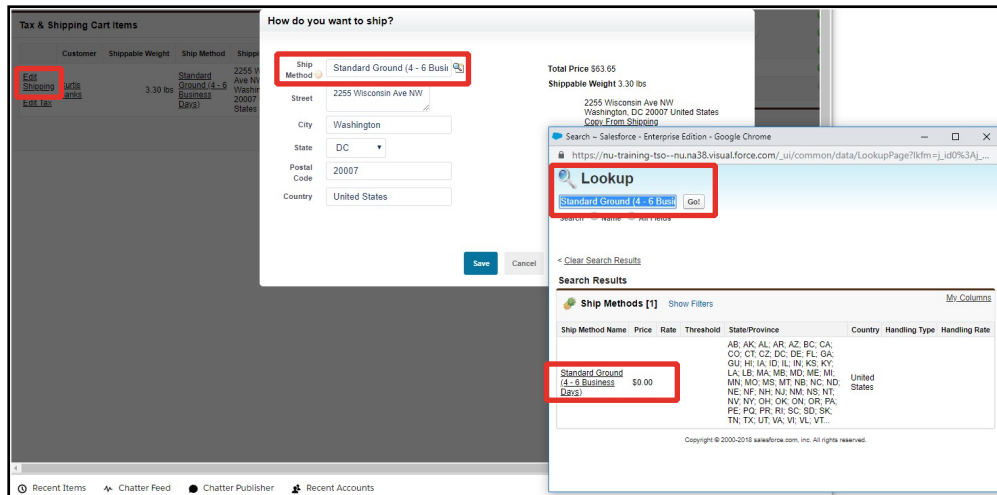 Tax & Shipping Cart Items
Customer Shippable Weight Ship Method
Edit
Shipping
Edit Tax
3.30 lbs
Standard
Ground (4 - 6
Business
Days)
2255 W
Ave NW
20007
States
How do you want to ship?
Ship
Method
Standard Ground (4 - 6 Busi
Street
2255 Wisconsin Ave NW
City
Washington
State
DC
Postal
Code
20007
Country
United States
Save Cancel
Total Price $63.65
Shippable Weight 3.30 lbs
2255 Wisconsin Ave NW
Washington, DC 20007 United States
Copy From Shipping
Search ~ Salesforce - Enterprise Edition - Google Chrome
https://nu-training-tso--nu.na38.visual.force.com/_ui/common/data/LookupPage?lkfm=j_id0%3Aj_...
Lookup
Standard Ground (4 - 6 Busi
Go!
Search Name All Fields
< Clear Search Results
Search Results
Ship Methods [1] Show Filters My Columns
Ship Method Name Price Rate Threshold State/Province Country Handling Type Handling Rate
Standard Ground
(4 - 6 Business
Days)
$0.00
AB; AK; AL; AR; AZ; BC; CA;
CO; CT; CZ; DC; DE; FL; GA;
GU; HI; IA; ID; IL; IN; KS; KY;
LA; LB; MA; MB; MD; ME; MI;
MN; MO; MS; MT; NB; NC; ND;
NE; NF; NH; NJ; NM; NS; NT;
NV; NY; OH; OK; ON; OR; PA;
PE; PQ; PR; RI; SC; SD; SK;
TN; TX; UT; VA; VI; VL; VT...
United
States
Copyright © 2000-2018 salesforce.com, inc. All rights reserved.
Recent Items Chatter Feed Chatter Publisher Recent Accounts